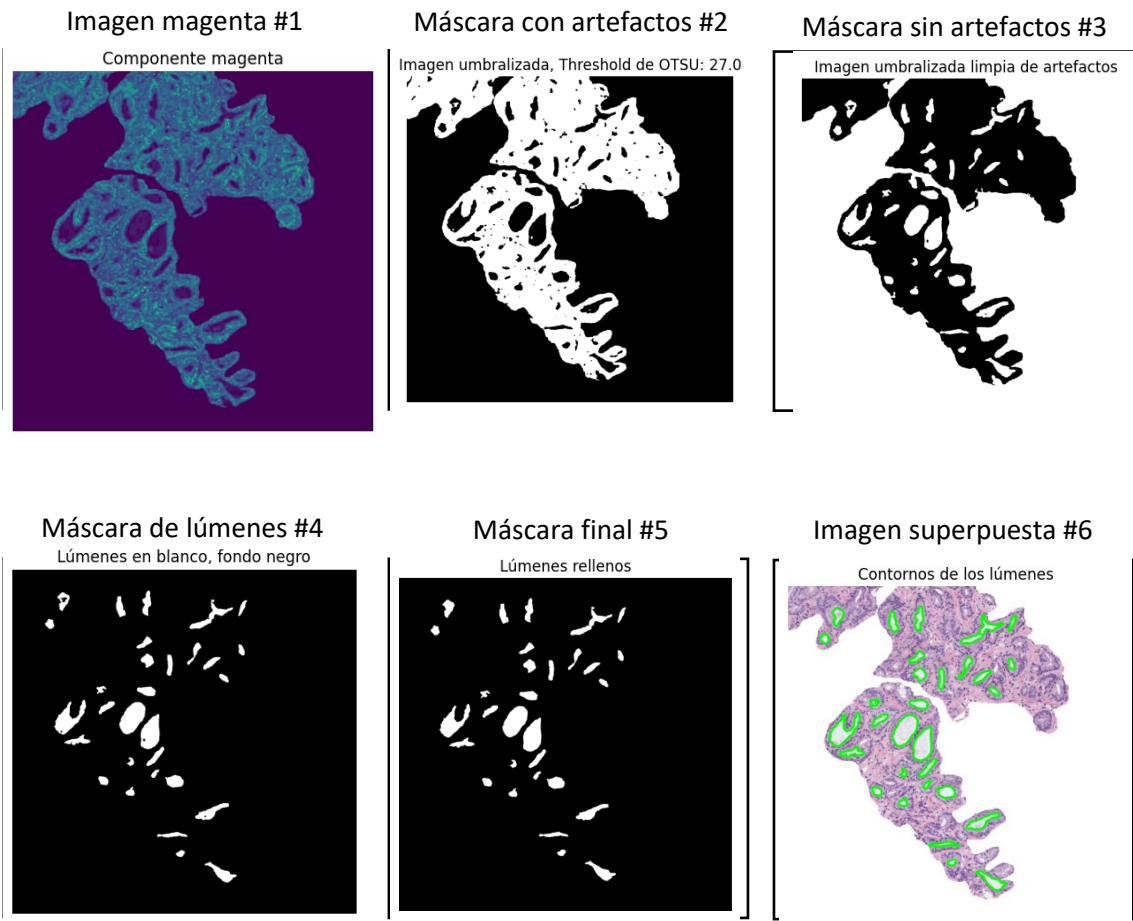 Imagen magenta #1
Componente magenta
Máscara con artefactos #2
Imagen umbralizada, Threshold de OTSU: 27.0
Máscara sin artefactos #3
Imagen umbralizada limpia de artefactos
Máscara de lúmenes #4
Lúmenes en blanco, fondo negro
Máscara final #5
Lúmenes rellenos
Imagen superpuesta #6
Contornos de los lúmenes